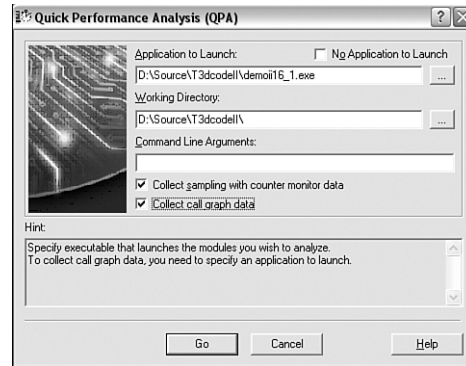 Quick Performance Analysis (QPA)
Application to Launch:
No Application to Launch
D:\Source\T3dcodeII\demoii16_1.exe
...
Working Directory:
D:\Source\T3dcodeII\
...
Command Line Arguments:
Collect sampling with counter monitor data
Collect call graph data
Hint:
Specify executable that launches the modules you wish to analyze.
To collect call graph data, you need to specify an application to launch.
Go
Cancel
Help